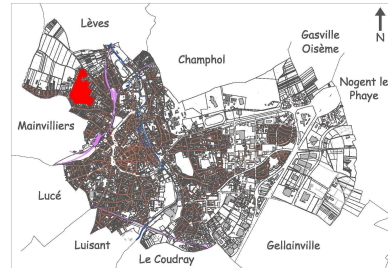 Lèves
Champhol
Gasville
Oisème
N
Nogent le
Phaye
Mainvilliers
Lucé
Luisant
Le Coudray
Gellainville